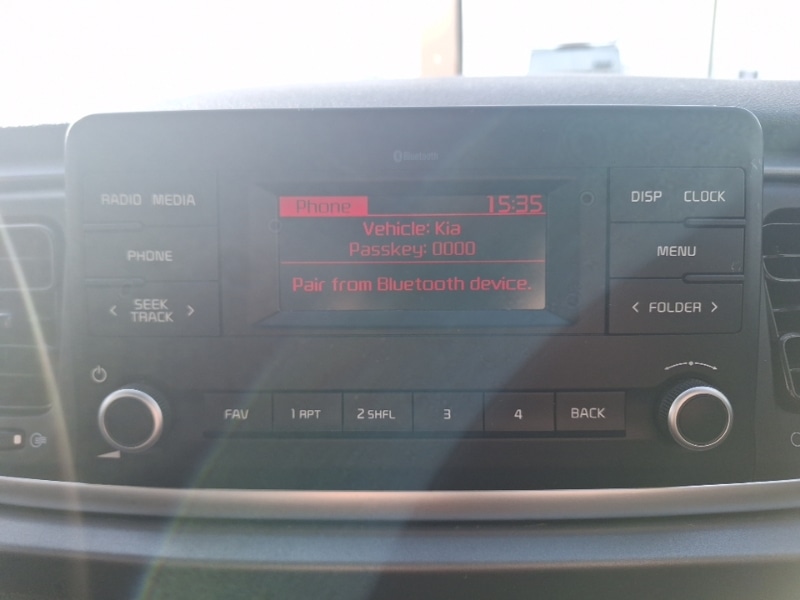 Bluetooth
RADIO MEDIA
PHONE
< SEEK TRACK >
Phone 15:35
Vehicle: Kia
Passkey: 0000
Pair from Bluetooth device.
DISP CLOCK
MENU
< FOLDER >
FAV 1 RPT 2 SHFL 3 4 BACK